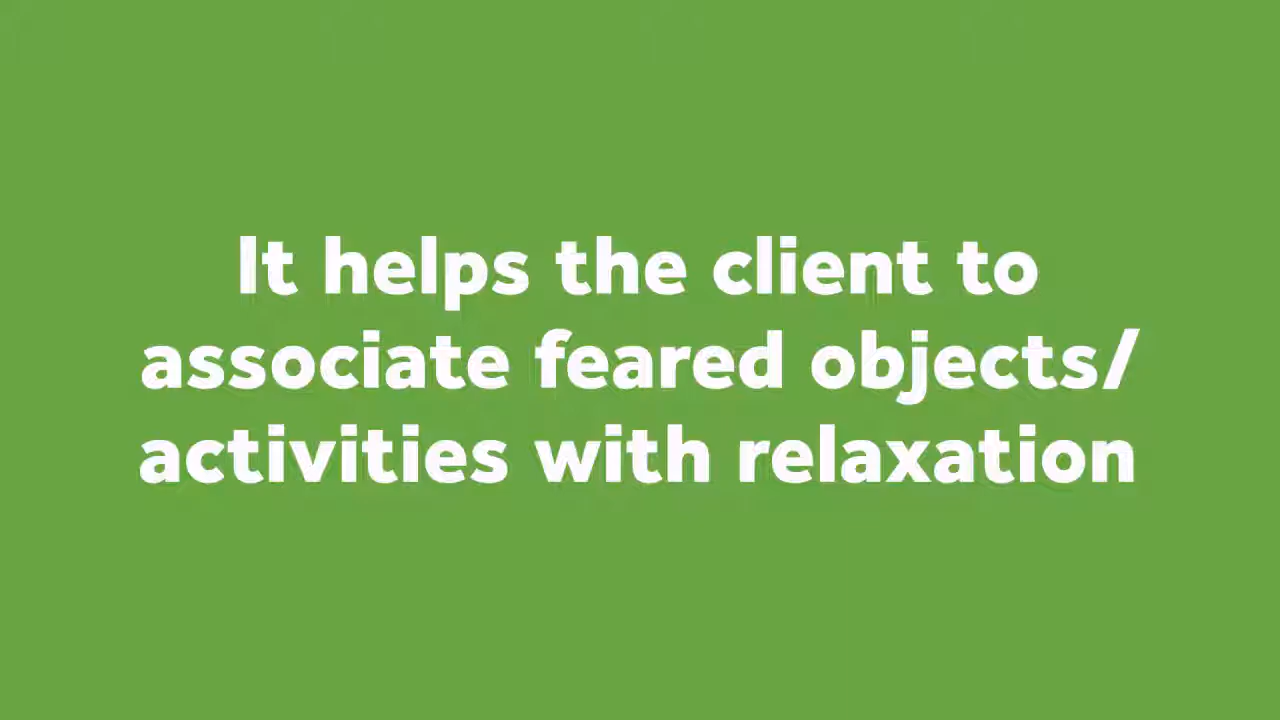 It helps the client to
associate feared objects/
activities with relaxation